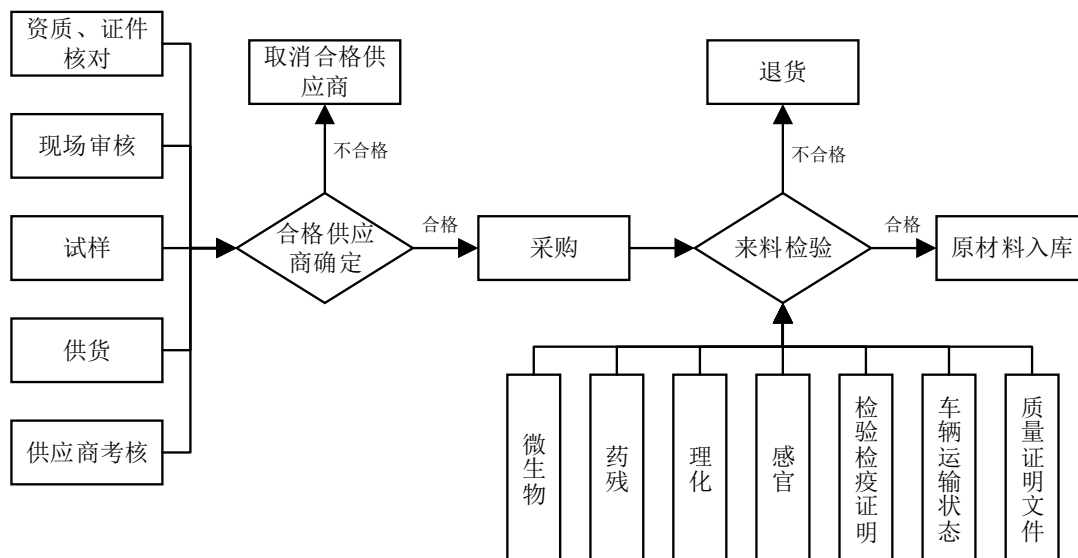 资质、证件
核对
现场审核
试样
供货
供应商考核
取消合格供
应商
不合格
合格供应
商确定
合格
采购
退货
不合格
来料检验
合格
原材料入库
微生物
药残
理化
感官
检验检疫证明
车辆运输状态
质量证明文件